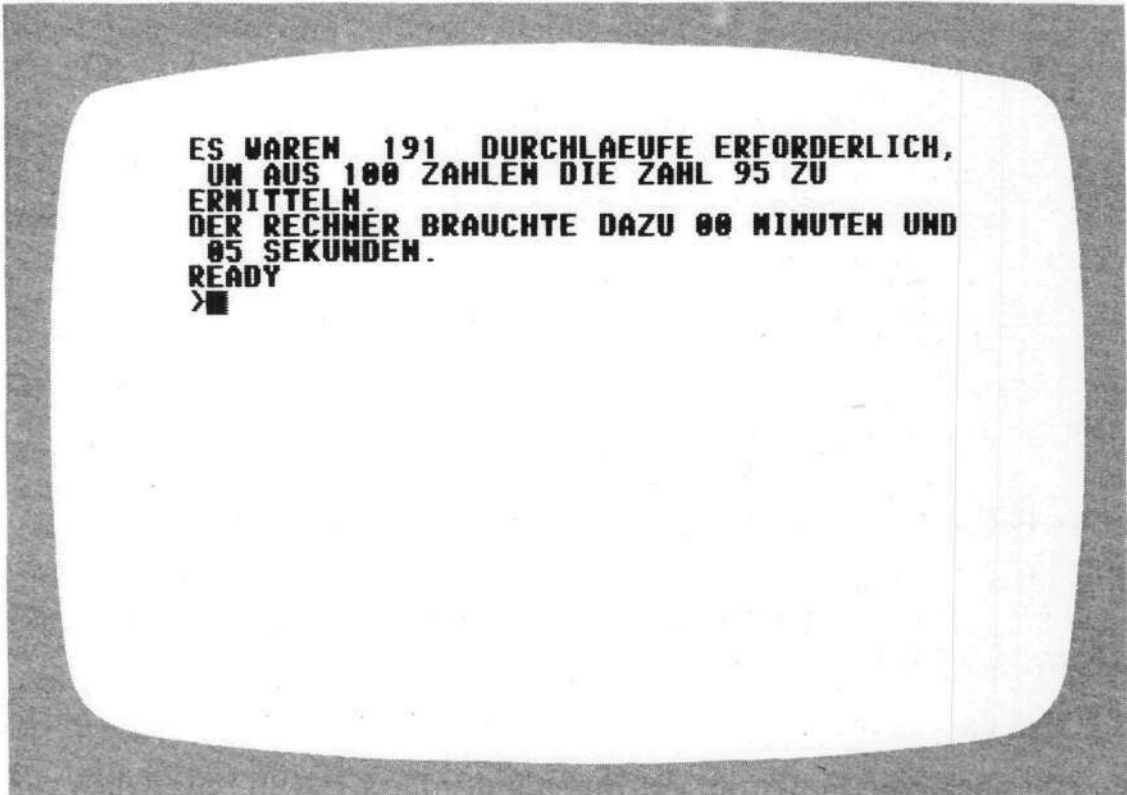 ES WAREN  191  DURCHLAEUFE ERFORDERLICH,
 UM AUS 100 ZAHLEN DIE ZAHL 95 ZU
ERMITTELN.
DER RECHNER BRAUCHTE DAZU 00 MINUTEN UND
 05 SEKUNDEN.
READY
>